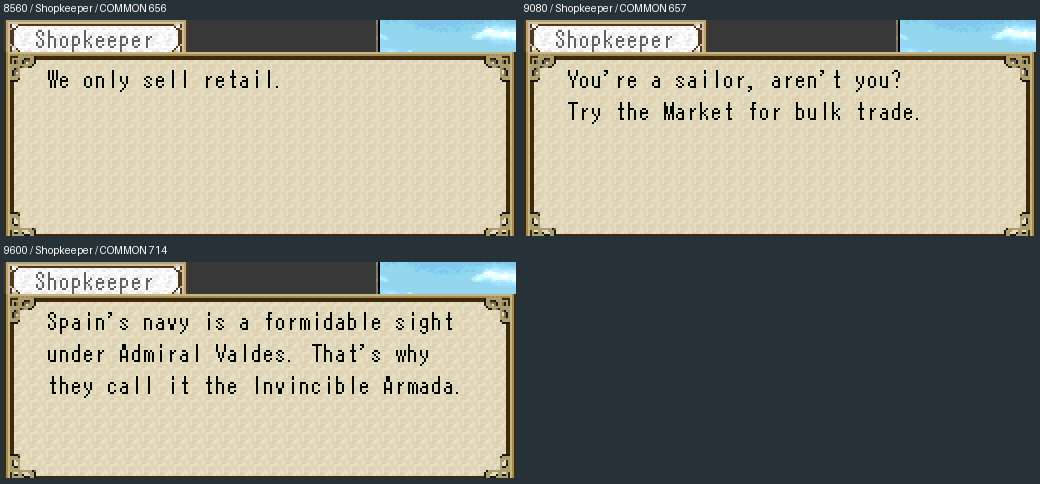 8560 / Shopkeeper / COMMON 656
Shopkeeper
We only sell retail.
9080 / Shopkeeper / COMMON 657
Shopkeeper
You're a sailor, aren't you?
Try the Market for bulk trade.
9600 / Shopkeeper / COMMON 714
Shopkeeper
Spain's navy is a formidable sight
under Admiral Valdes. That's why
they call it the Invincible Armada.